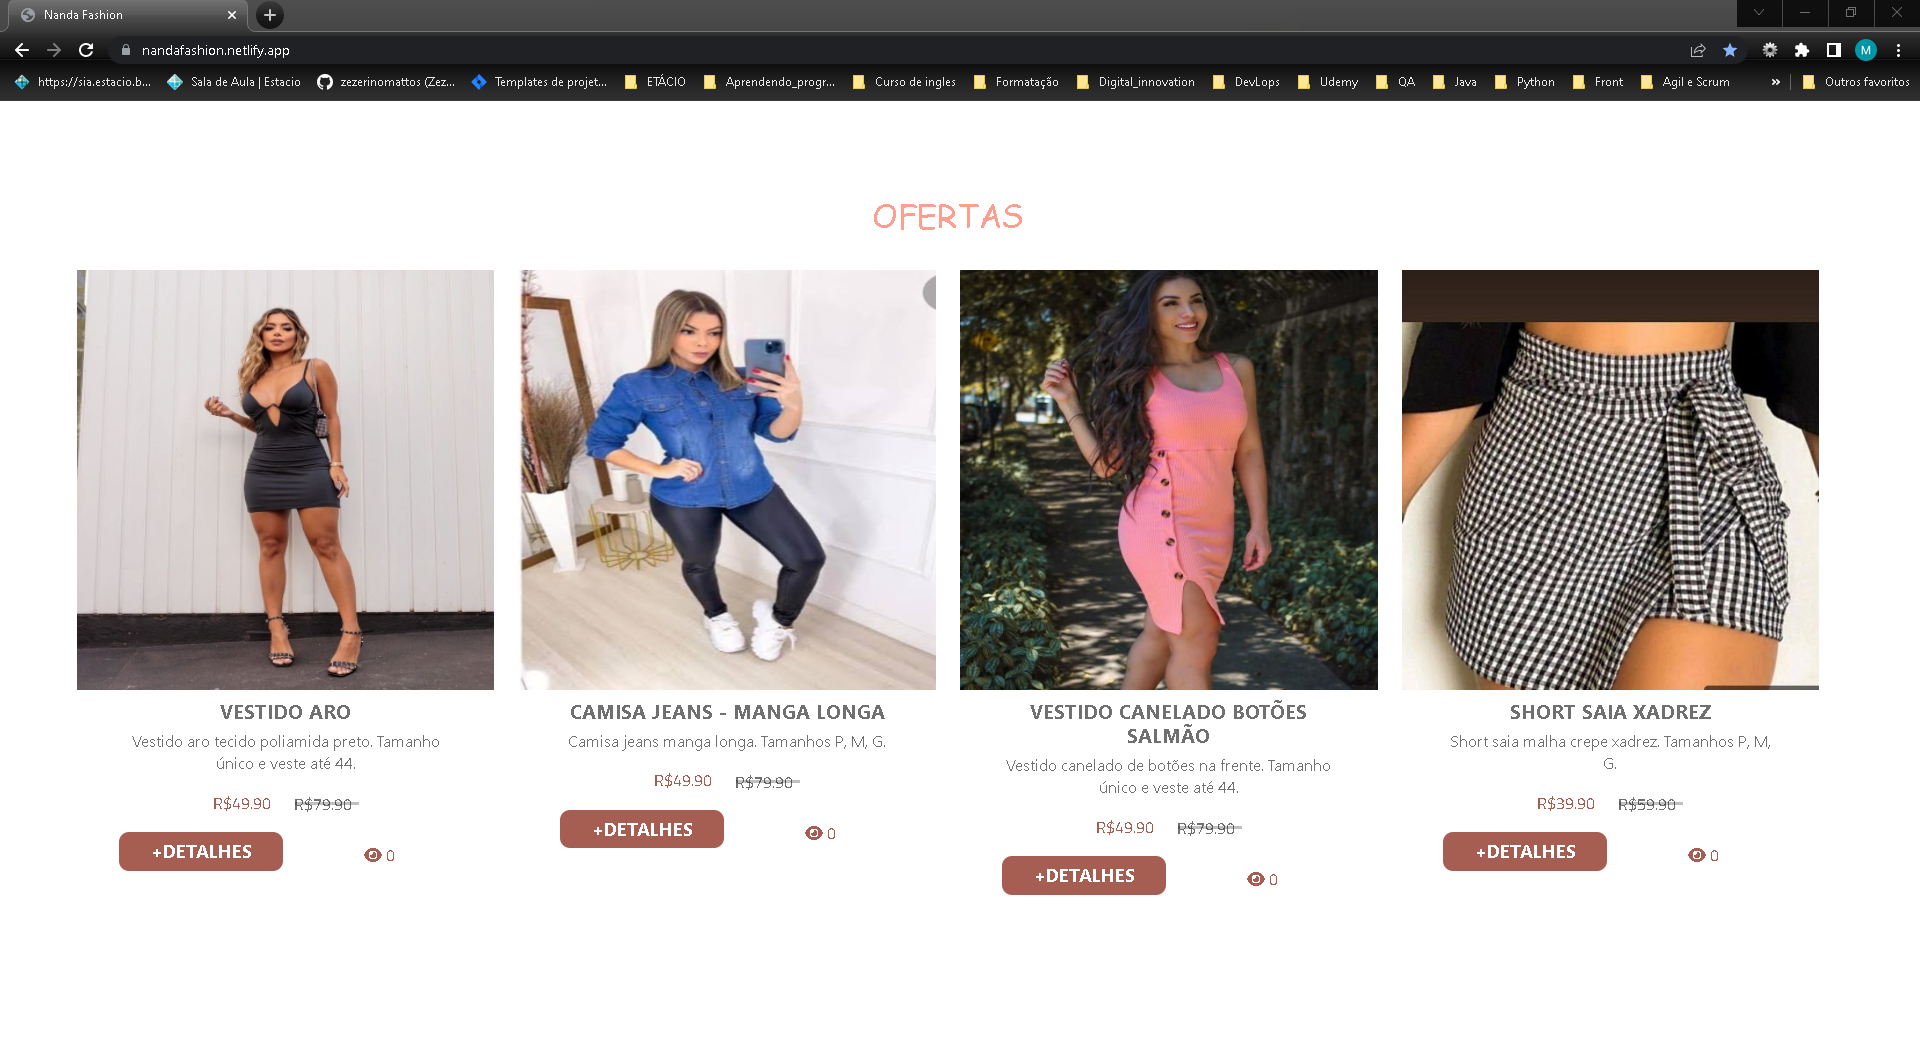 Nanda Fashion
nandafashion.netlify.app
M
https://sia.estacio.b... Sala de Aula | Estacio zezerinomattos (Zez... Templates de projet... ETÁCIO Aprendendo_progr... Curso de ingles Formatação Digital_innovation DevLops Udemy QA Java Python Front Agil e Scrum » Outros favoritos
OFERTAS
VESTIDO ARO
Vestido aro tecido poliamida preto. Tamanho
único e veste até 44.
R$49.90 R$79.90
+DETALHES 0
CAMISA JEANS - MANGA LONGA
Camisa jeans manga longa. Tamanhos P, M, G.
R$49.90 R$79.90
+DETALHES 0
VESTIDO CANELADO BOTÕES
SALMÃO
Vestido canelado de botões na frente. Tamanho
único e veste até 44.
R$49.90 R$79.90
+DETALHES 0
SHORT SAIA XADREZ
Short saia malha crepe xadrez. Tamanhos P, M,
G.
R$39.90 R$59.90
+DETALHES 0